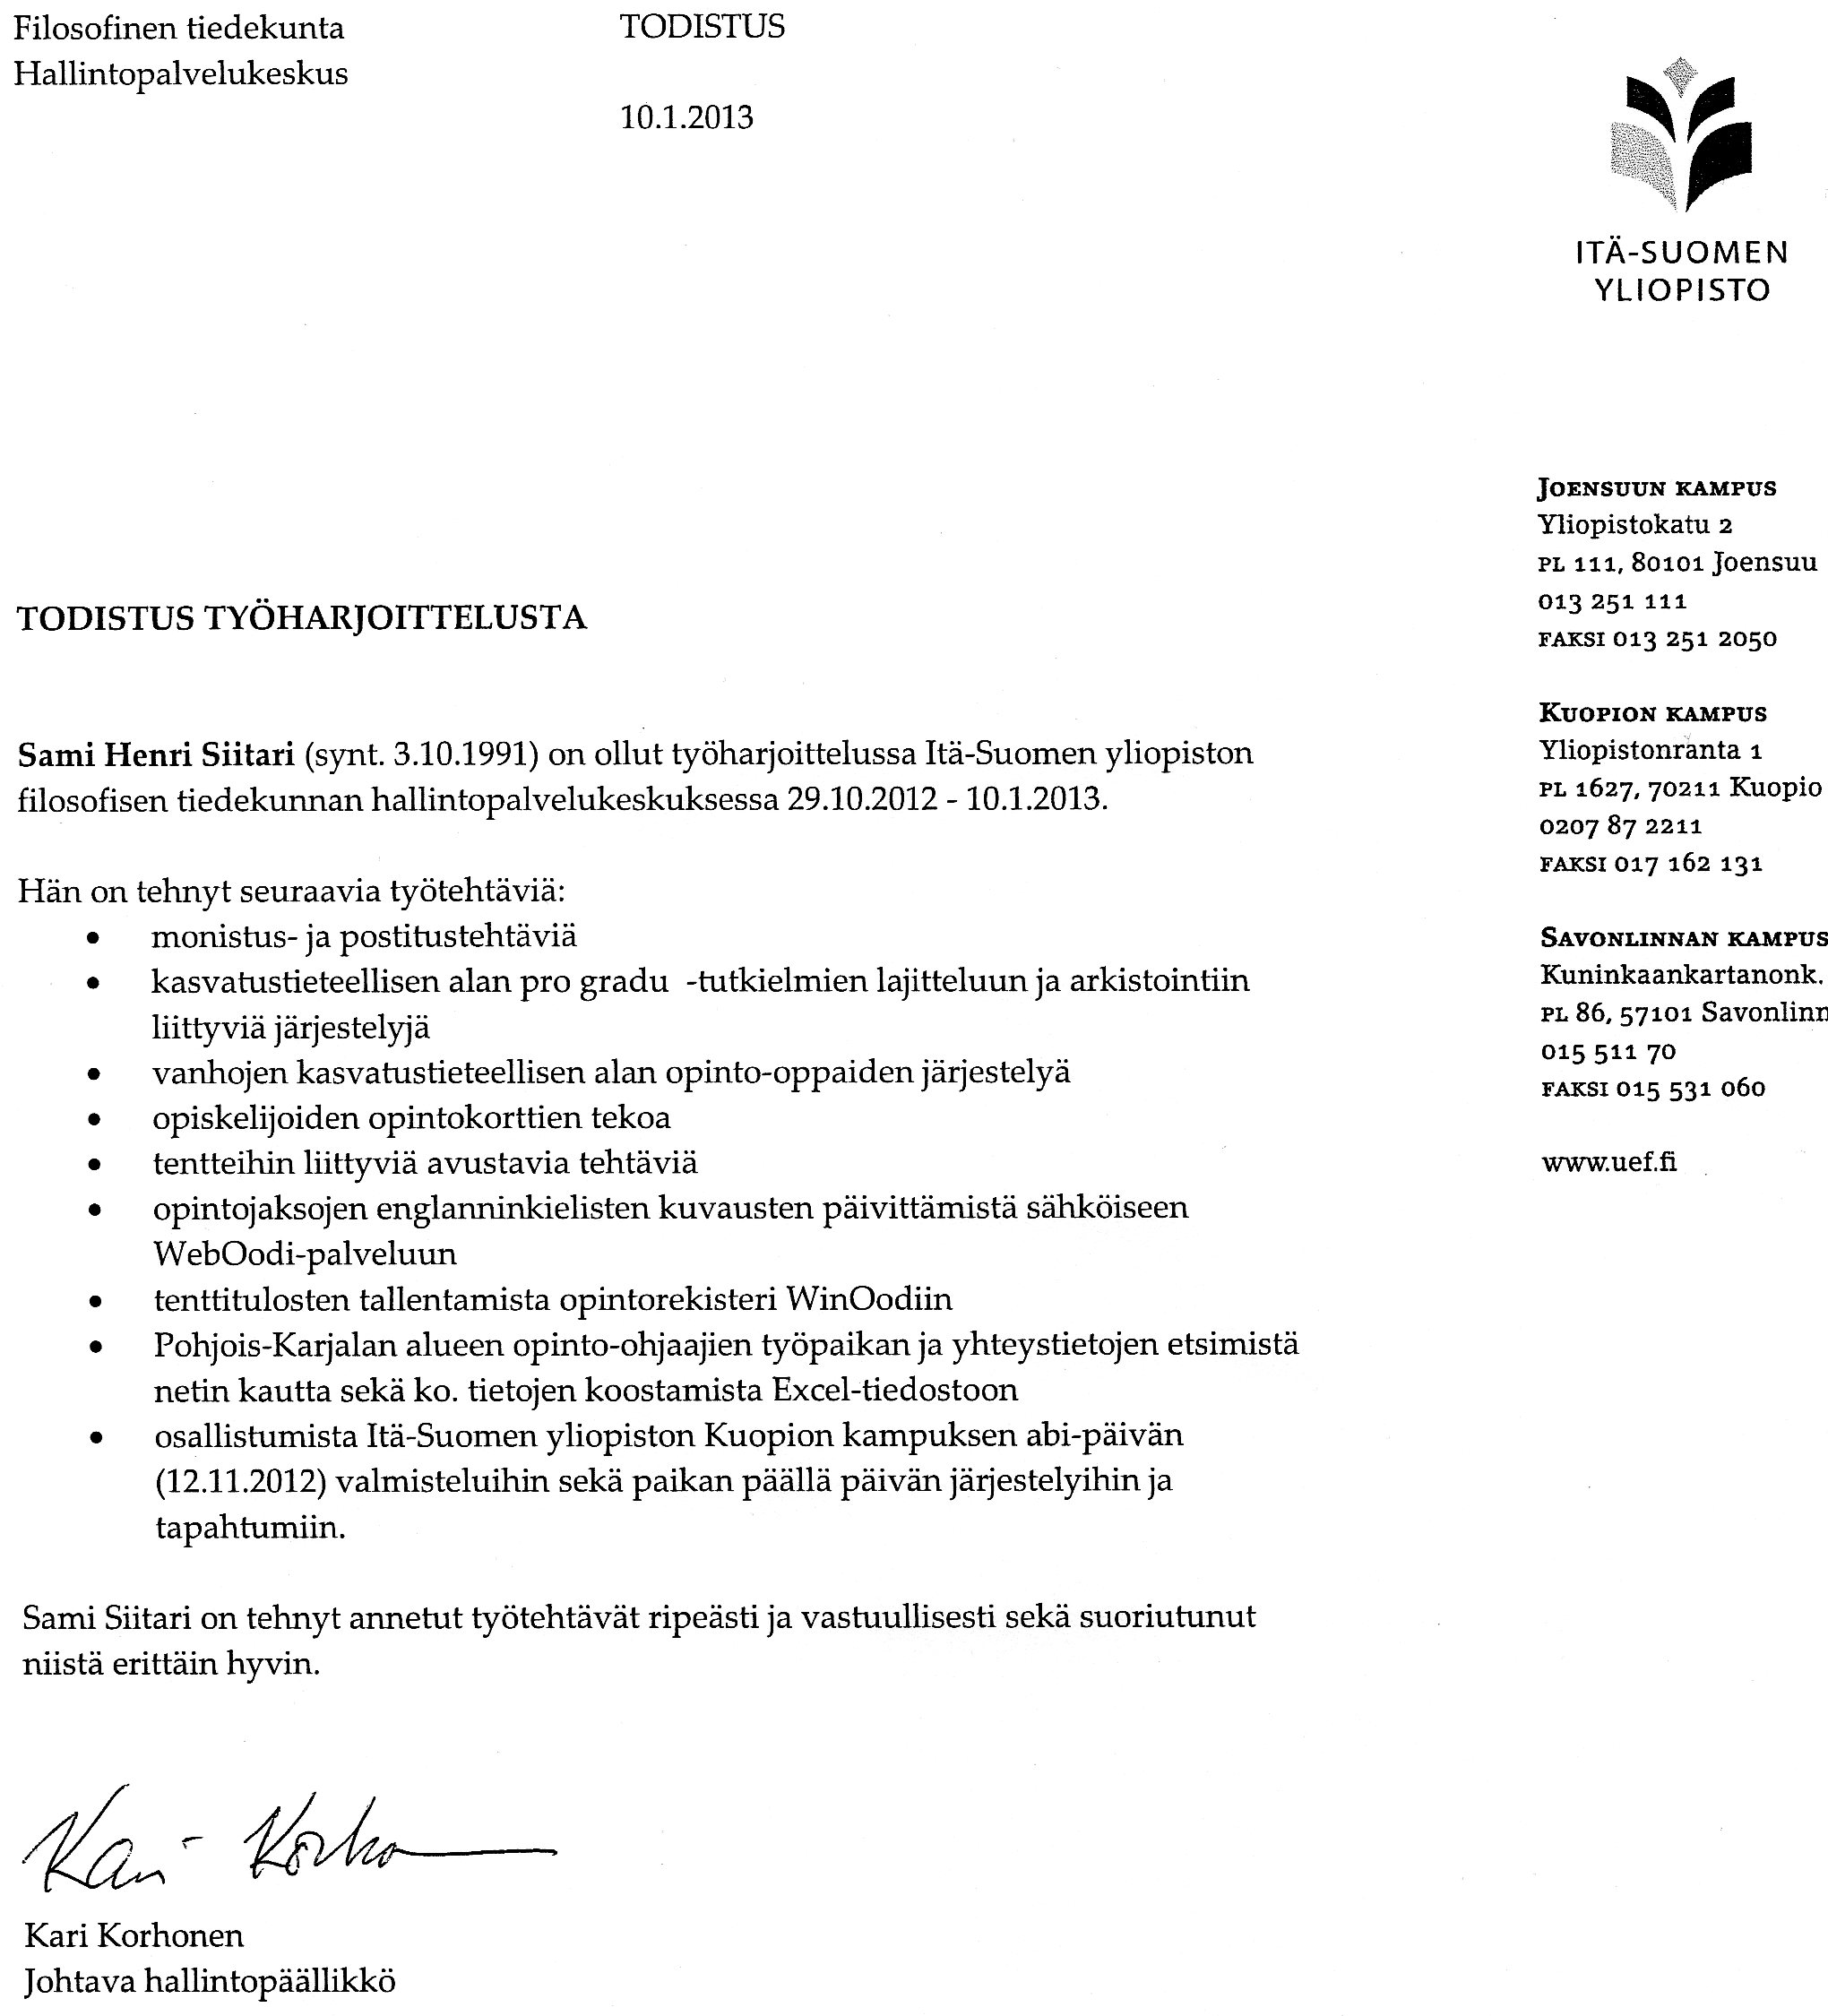 Filosofinen tiedekunta
Hallintopalvelukeskus
TODISTUS
10.1.2013
ITÄ-SUOMEN
YLIOPISTO
JOENSUUN KAMPUS
Yliopistokatu 2
PL 111, 80101 Joensuu
013 251 111
FAKSI 013 251 2050
KUOPION KAMPUS
Yliopistonranta 1
PL 1627, 70211 Kuopio
0207 87 2211
FAKSI 017 162 131
SAVONLINNAN KAMPUS
Kuninkaankartanonk.
PL 86, 57101 Savonlinn
015 511 70
FAKSI 015 531 060
www.uef.fi
TODISTUS TYÖHARJOITTELUSTA
Sami Henri Siitari (synt. 3.10.1991) on ollut työharjoittelussa Itä-Suomen yliopiston
filosofisen tiedekunnan hallintopalvelukeskuksessa 29.10.2012 - 10.1.2013.
Hän on tehnyt seuraavia työtehtäviä:
• monistus- ja postitustehtäviä
• kasvatustieteellisen alan pro gradu -tutkielmien lajitteluun ja arkistointiin
liittyviä järjestelyjä
• vanhojen kasvatustieteellisen alan opinto-oppaiden järjestelyä
• opiskelijoiden opintokorttien tekoa
• tentteihin liittyviä avustavia tehtäviä
• opintojaksojen englanninkielisten kuvausten päivittämistä sähköiseen
WebOodi-palveluun
• tenttitulosten tallentamista opintorekisteri WinOodiin
• Pohjois-Karjalan alueen opinto-ohjaajien työpaikan ja yhteystietojen etsimistä
netin kautta sekä ko. tietojen koostamista Excel-tiedostoon
• osallistumista Itä-Suomen yliopiston Kuopion kampuksen abi-päivän
(12.11.2012) valmisteluihin sekä paikan päällä päivän järjestelyihin ja
tapahtumiin.
Sami Siitari on tehnyt annetut työtehtävät ripeästi ja vastuullisesti sekä suoriutunut
niistä erittäin hyvin.
Kari Korhonen
Johtava hallintopäällikkö